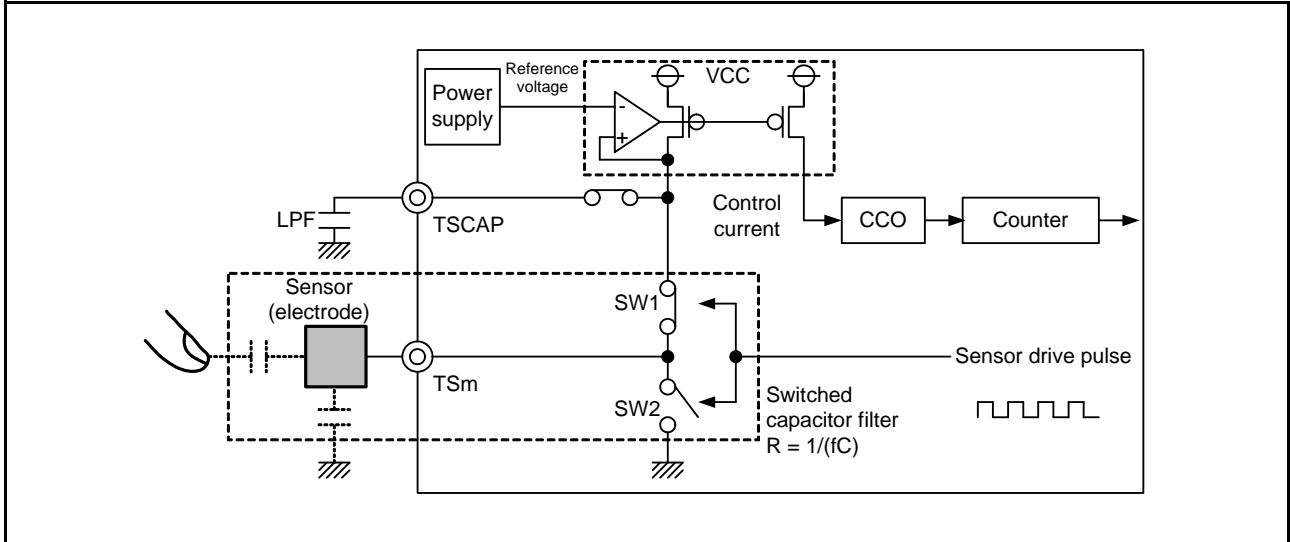 Reference
voltage
VCC
Power
supply
-
+
LPF
TSCAP
Control
current
CCO
Counter
Sensor
(electrode)
SW1
TSm
SW2
Sensor drive pulse
Switched
capacitor filter
R = 1/(fC)